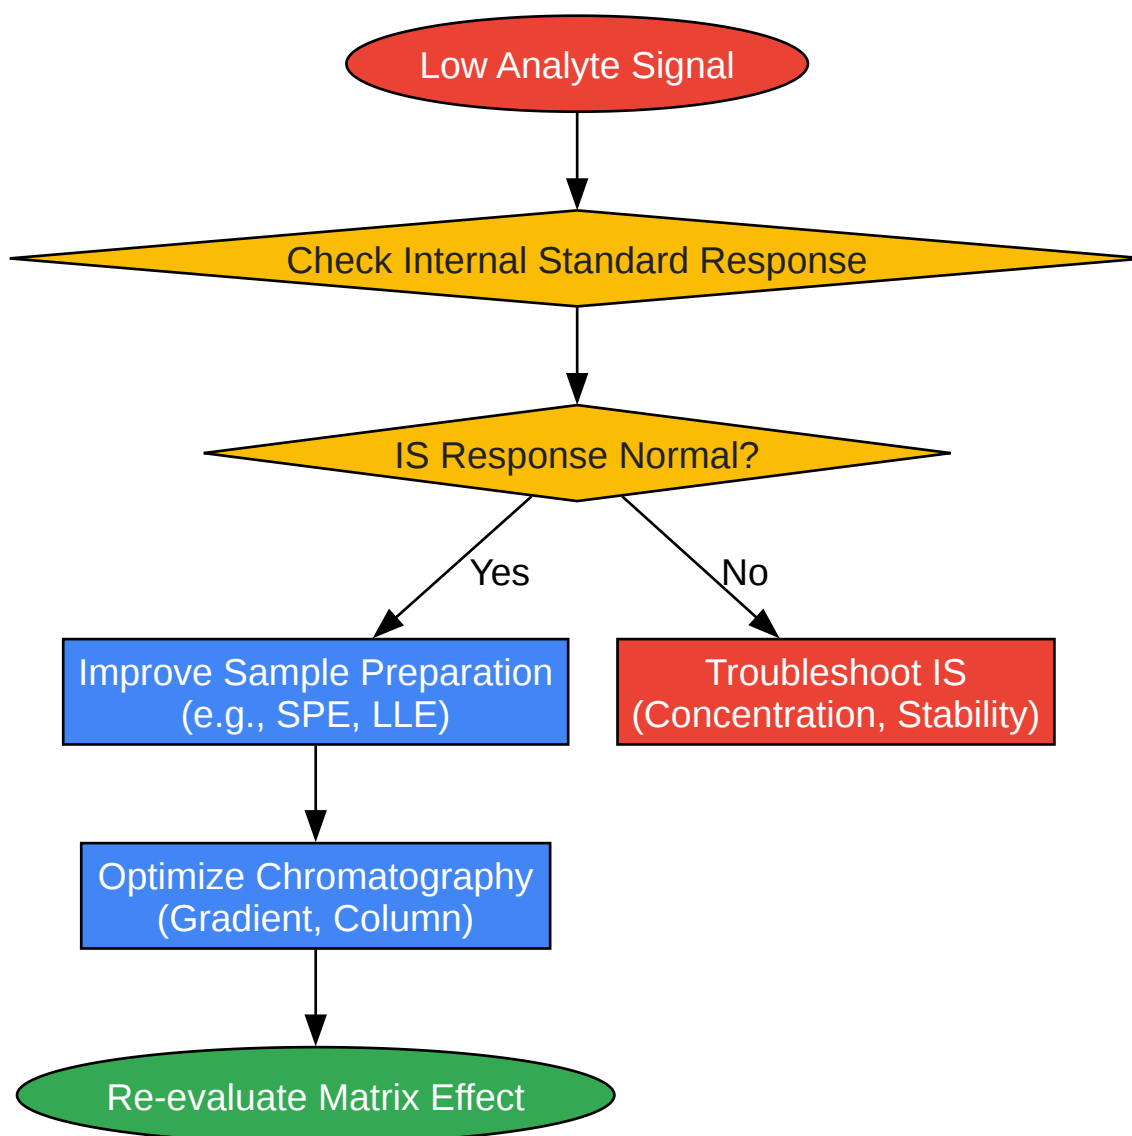 Low Analyte Signal
Check Internal Standard Response
IS Response Normal?
Yes
No
Improve Sample Preparation
(e.g., SPE, LLE)
Troubleshoot IS
(Concentration, Stability)
Optimize Chromatography
(Gradient, Column)
Re-evaluate Matrix Effect